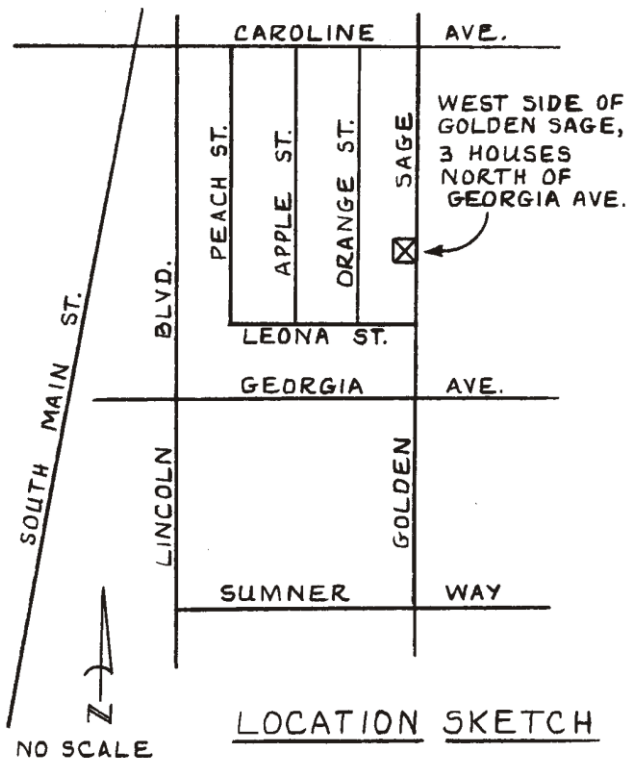 CAROLINE AVE.
WEST SIDE OF
GOLDEN SAGE,
3 HOUSES
NORTH OF
GEORGIA AVE.
PEACH ST.
APPLE ST.
ORANGE ST.
GOLDEN SAGE
LEONA ST.
LINCOLN BLVD.
SOUTH MAIN ST.
GEORGIA AVE.
SUMNER WAY
N
NO SCALE
LOCATION SKETCH